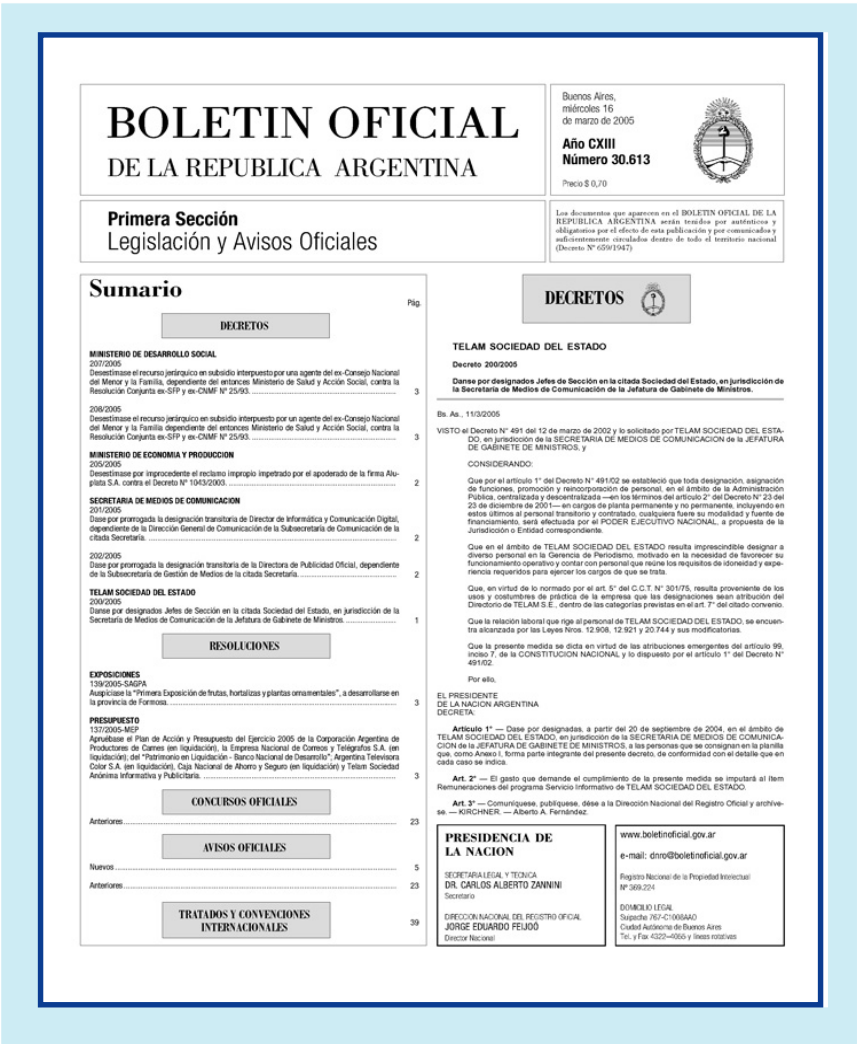 BOLETIN OFICIAL
DE LA REPUBLICA ARGENTINA
Buenos Aires,
miércoles 16
de marzo de 2005
Año CXIII
Número 30.613
Precio $ 0,70
Primera Sección
Legislación y Avisos Oficiales
Los documentos que aparecen en el BOLETIN OFICIAL DE LA
REPUBLICA ARGENTINA serán tenidos por auténticos y
obligatorios por el efecto de esta publicación y por comunicados y
suficientemente circulados dentro de todo el territorio nacional
(Decreto Nº 659/1947)
Sumario
Pág.
DECRETOS
MINISTERIO DE DESARROLLO SOCIAL
207/2005
Desestímase el recurso jerárquico en subsidio interpuesto por una agente del ex-Consejo Nacional
del Menor y la Familia, dependiente del entonces Ministerio de Salud y Acción Social, contra la
Resolución Conjunta ex-SFP y ex-CNMF Nº 25/93. 3
208/2005
Desestímase el recurso jerárquico en subsidio interpuesto por un agente del ex-Consejo Nacional
del Menor y la Familia, dependiente del entonces Ministerio de Salud y Acción Social, contra la
Resolución Conjunta ex-SFP y ex-CNMF Nº 25/93. 3
MINISTERIO DE ECONOMIA Y PRODUCCION
205/2005
Desestímase por improcedente el reclamo impropio impetrado por el apoderado de la firma Alu-
plata S.A. contra el Decreto Nº 1043/2003. 2
SECRETARIA DE MEDIOS DE COMUNICACION
201/2005
Dase por prorrogada la designación transitoria de Director de Informática y Comunicación Digital,
dependiente de la Dirección General de Comunicación de la Subsecretaría de Comunicación de la
citada Secretaría. 2
202/2005
Dase por prorrogada la designación transitoria de la Directora de Publicidad Oficial, dependiente
de la Subsecretaría de Gestión de Medios de la citada Secretaría. 2
TELAM SOCIEDAD DEL ESTADO
200/2005
Danse por designados Jefes de Sección en la citada Sociedad del Estado, en jurisdicción de la
Secretaría de Medios de Comunicación de la Jefatura de Gabinete de Ministros. 1
RESOLUCIONES
EXPOSICIONES
139/2005-SAGPA
Auspíciase la "Primera Exposición de frutas, hortalizas y plantas ornamentales", a desarrollarse en
la provincia de Formosa. 3
PRESUPUESTO
137/2005-MEP
Apruébase el Plan de Acción y Presupuesto del Ejercicio 2005 de la Corporación Argentina de
Productores de Carnes (en liquidación), la Empresa Nacional de Correos y Telégrafos S.A. (en
liquidación); del "Patrimonio en Liquidación - Banco Nacional de Desarrollo"; Argentina Televisora
Color S.A. (en liquidación), Caja Nacional de Ahorro y Seguro (en liquidación) y Telam Sociedad
Anónima Informativa y Publicitaria. 3
CONCURSOS OFICIALES
Anteriores 23
AVISOS OFICIALES
Nuevos 5
Anteriores 23
TRATADOS Y CONVENCIONES
INTERNACIONALES 39
DECRETOS
TELAM SOCIEDAD DEL ESTADO
Decreto 200/2005
Danse por designados Jefes de Sección en la citada Sociedad del Estado, en jurisdicción de
la Secretaría de Medios de Comunicación de la Jefatura de Gabinete de Ministros.
Bs. As., 11/3/2005
VISTO el Decreto N° 491 del 12 de marzo de 2002 y lo solicitado por TELAM SOCIEDAD DEL ESTA-
DO, en jurisdicción de la SECRETARIA DE MEDIOS DE COMUNICACION de la JEFATURA
DE GABINETE DE MINISTROS, y
CONSIDERANDO:
Que por el artículo 1° del Decreto N° 491/02 se estableció que toda designación, asignación
de funciones, promoción y reincorporación de personal, en el ámbito de la Administración
Pública, centralizada y descentralizada —en los términos del artículo 2° del Decreto N° 23 del
23 de diciembre de 2001— en cargos de planta permanente y no permanente, incluyendo en
estos últimos al personal transitorio y contratado, cualquiera fuere su modalidad y fuente de
financiamiento, será efectuada por el PODER EJECUTIVO NACIONAL, a propuesta de la
Jurisdicción o Entidad correspondiente.
Que en el ámbito de TELAM SOCIEDAD DEL ESTADO resulta imprescindible designar a
diverso personal en la Gerencia de Periodismo, motivado en la necesidad de favorecer su
funcionamiento operativo y contar con personal que reúne los requisitos de idoneidad y expe-
riencia requeridos para ejercer los cargos de que se trata.
Que, en virtud de lo normado por el art. 5° del C.C.T. N° 301/75, resulta proveniente de los
usos y costumbres de práctica de la empresa que las designaciones sean atribución del
Directorio de TELAM S.E., dentro de las categorías previstas en el art. 7° del citado convenio.
Que la relación laboral que rige al personal de TELAM SOCIEDAD DEL ESTADO, se encuen-
tra alcanzada por las Leyes Nros. 12.908, 12.921 y 20.744 y sus modificatorias.
Que la presente medida se dicta en virtud de las atribuciones emergentes del artículo 99,
inciso 7, de la CONSTITUCION NACIONAL y lo dispuesto por el artículo 1° del Decreto N°
491/02.
Por ello,
EL PRESIDENTE
DE LA NACION ARGENTINA
DECRETA:
Artículo 1° — Dase por designadas, a partir del 20 de septiembre de 2004, en el ámbito de
TELAM SOCIEDAD DEL ESTADO, en jurisdicción de la SECRETARIA DE MEDIOS DE COMUNICA-
CION de la JEFATURA DE GABINETE DE MINISTROS, a las personas que se consignan en la planilla
que, como Anexo I, forma parte integrante del presente decreto, de conformidad con el detalle que en
cada caso se indica.
Art. 2° — El gasto que demande el cumplimiento de la presente medida se imputará al Item
Remuneraciones del programa Servicio Informativo de TELAM SOCIEDAD DEL ESTADO.
Art. 3° — Comuníquese, publíquese, dése a la Dirección Nacional del Registro Oficial y archíve-
se. — KIRCHNER. — Alberto A. Fernández.
PRESIDENCIA DE
LA NACION
SECRETARIA LEGAL Y TECNICA
DR. CARLOS ALBERTO ZANNINI
Secretario
DIRECCION NACIONAL DEL REGISTRO OFICIAL
JORGE EDUARDO FEIJOÓ
Director Nacional
www.boletinoficial.gov.ar
e-mail: dnro@boletinoficial.gov.ar
Registro Nacional de la Propiedad Intelectual
Nº 369.224
DOMICILIO LEGAL
Suipacha 767-C1008AAO
Ciudad Autónoma de Buenos Aires
Tel. y Fax 4322-4055 y líneas rotativas